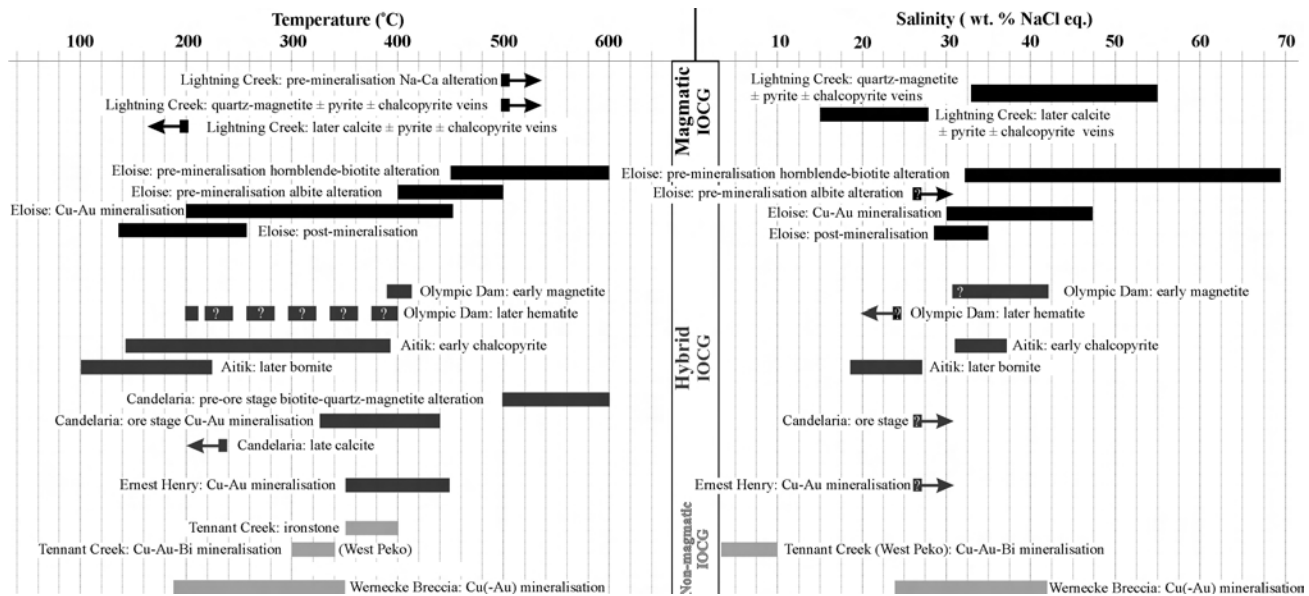 Temperature (˚C)
100 200 300 400 500 600
Lightning Creek: pre-mineralisation Na-Ca alteration
Lightning Creek: quartz-magnetite ± pyrite ± chalcopyrite veins
Lightning Creek: later calcite ± pyrite ± chalcopyrite veins
Eloise: pre-mineralisation hornblende-biotite alteration
Eloise: pre-mineralisation albite alteration
Eloise: Cu-Au mineralisation
Eloise: post-mineralisation
Olympic Dam: early magnetite
? ? ? ? ? Olympic Dam: later hematite
Aitik: early chalcopyrite
Aitik: later bornite
Candelaria: pre-ore stage biotite-quartz-magnetite alteration
Candelaria: ore stage Cu-Au mineralisation
Candelaria: late calcite
Ernest Henry: Cu-Au mineralisation
Tennant Creek: ironstone
Tennant Creek: Cu-Au-Bi mineralisation (West Peko)
Wernecke Breccia: Cu(-Au) mineralisation
Magmatic
IOCG
Hybrid
IOCG
Non-magmatic
IOCG
Salinity ( wt. % NaCl eq.)
10 20 30 40 50 60 70
Lightning Creek: quartz-magnetite
± pyrite ± chalcopyrite veins
Lightning Creek: later calcite
± pyrite ± chalcopyrite veins
Eloise: pre-mineralisation hornblende-biotite alteration
Eloise: pre-mineralisation albite alteration ?
Eloise: Cu-Au mineralisation
Eloise: post-mineralisation
? Olympic Dam: early magnetite
? Olympic Dam: later hematite
Aitik: early chalcopyrite
Aitik: later bornite
Candelaria: ore stage ?
Ernest Henry: Cu-Au mineralisation ?
Tennant Creek (West Peko): Cu-Au-Bi mineralisation
Wernecke Breccia: Cu(-Au) mineralisation